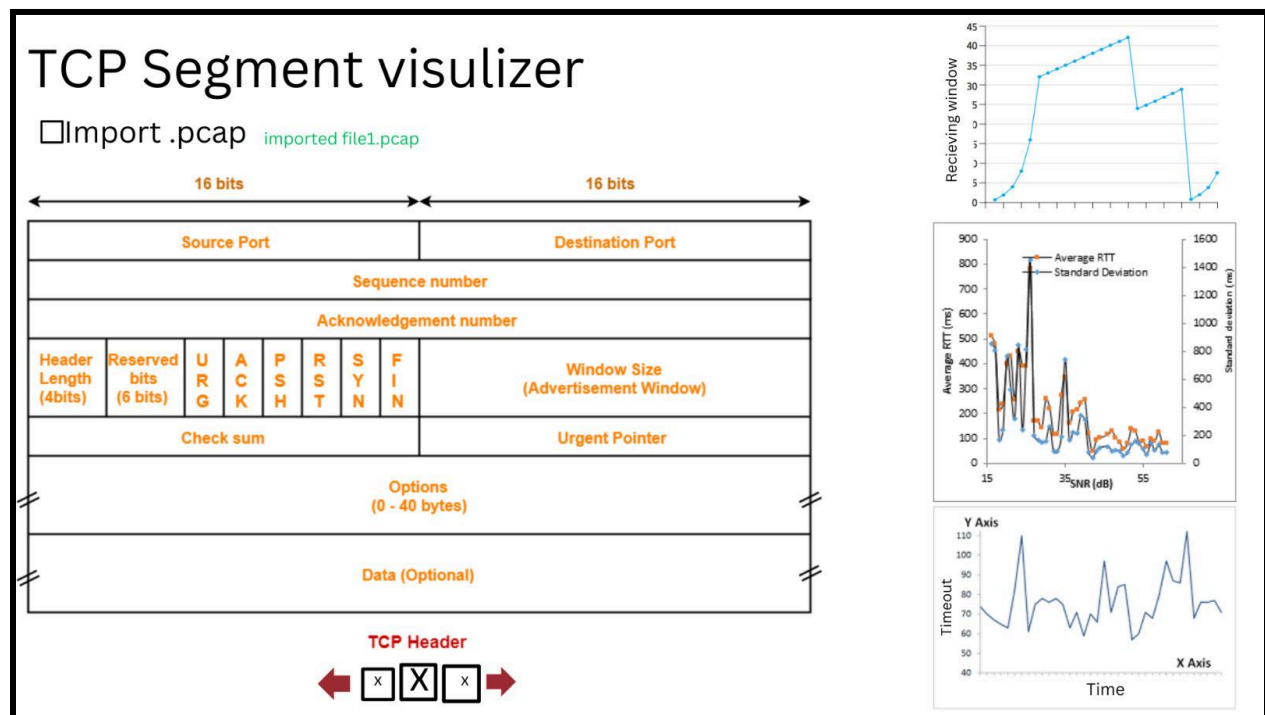 TCP Segment visulizer
Import .pcap imported file1.pcap
16 bits 16 bits
Source Port Destination Port
Sequence number
Acknowledgement number
Header
Length
(4bits)
Reserved
bits
(6 bits)
U
R
G
A
C
K
P
S
H
R
S
T
S
Y
N
F
I
N
Window Size
(Advertisement Window)
Check sum Urgent Pointer
Options
(0 - 40 bytes)
Data (Optional)
TCP Header
x X x
Recieving window
45
40
35
30
5
0
5
0
5
0
Average RTT
Standard Deviation
900
800
700
600
500
400
300
200
100
0
Average RTT (ms)
1600
1400
1200
1000
800
600
400
200
0
Standard deviation (ms)
15 35 55
SNR (dB)
Y Axis
110
100
90
80
70
60
50
40
Timeout
X Axis
Time